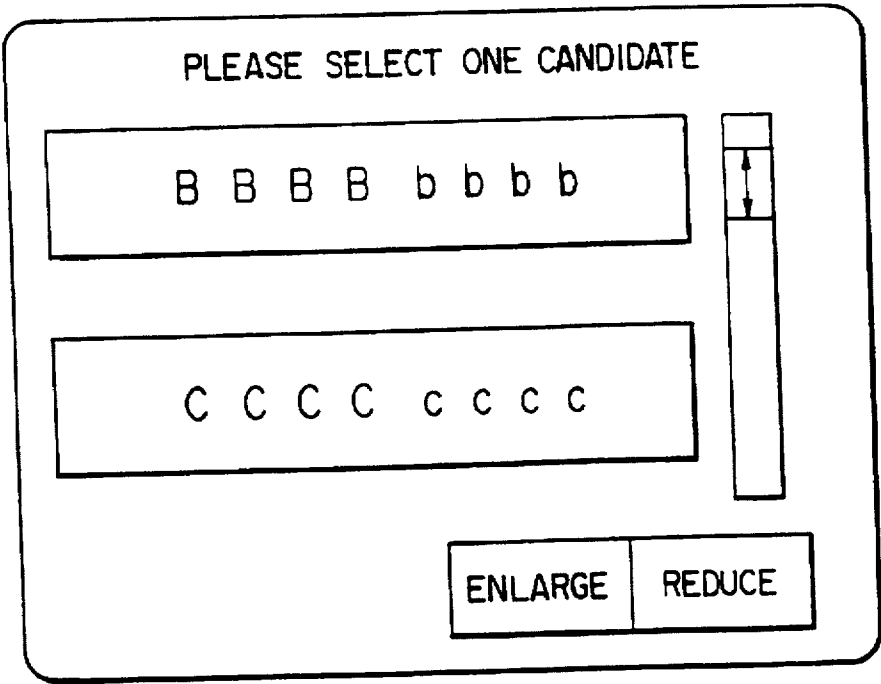 PLEASE SELECT ONE CANDIDATE
B B B B b b b b
C C C C c c c c
ENLARGE REDUCE